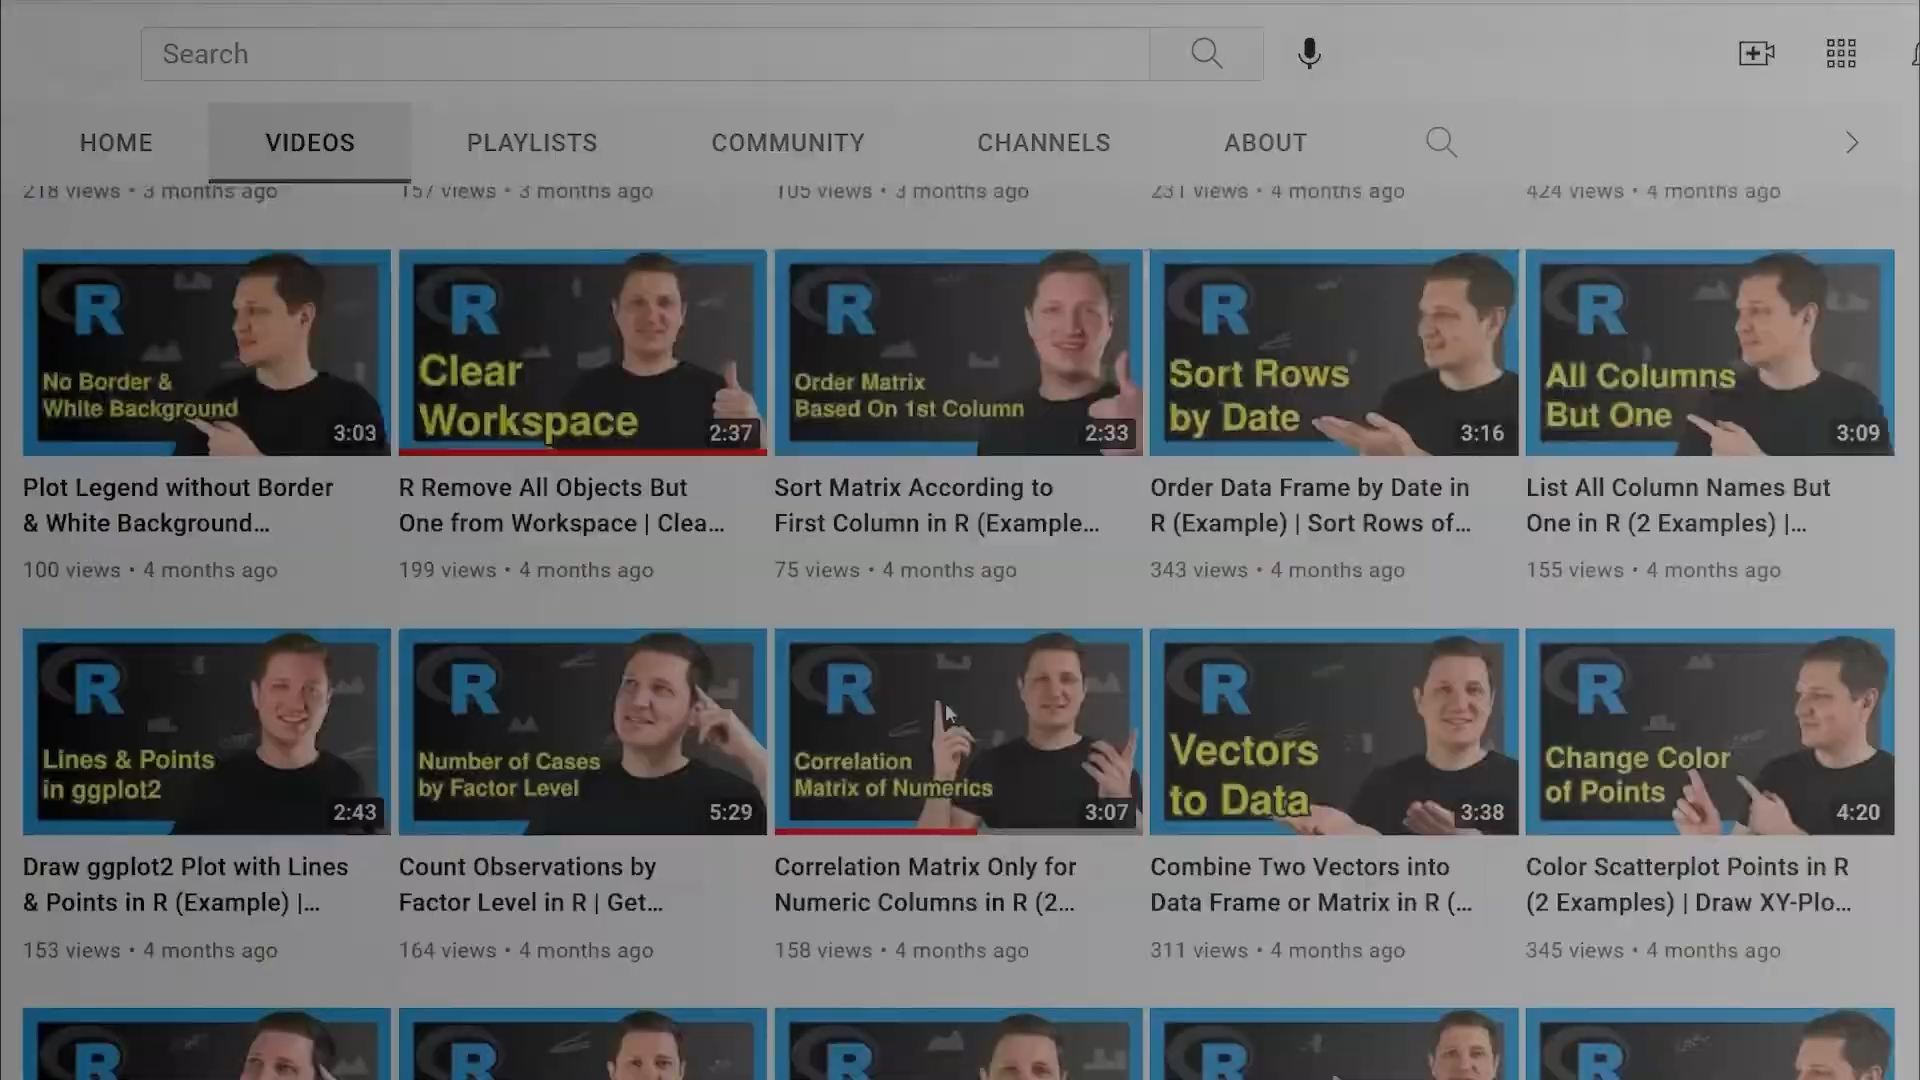 Search
HOME VIDEOS PLAYLISTS COMMUNITY CHANNELS ABOUT
218 views • 3 months ago 157 views • 3 months ago 105 views • 3 months ago 231 views • 4 months ago 424 views • 4 months ago
R R R R R
No Border &
White Background
3:03
Clear
Workspace
2:37
Order Matrix
Based On 1st Column
2:33
Sort Rows
by Date
3:16
All Columns
But One
3:09
Plot Legend without Border
& White Background...
100 views • 4 months ago
R Remove All Objects But
One from Workspace | Clea...
199 views • 4 months ago
Sort Matrix According to
First Column in R (Example...
75 views • 4 months ago
Order Data Frame by Date in
R (Example) | Sort Rows of...
343 views • 4 months ago
List All Column Names But
One in R (2 Examples) |...
155 views • 4 months ago
R R R R R
Lines & Points
in ggplot2
2:43
Number of Cases
by Factor Level
5:29
Correlation
Matrix of Numerics
3:07
Vectors
to Data
3:38
Change Color
of Points
4:20
Draw ggplot2 Plot with Lines
& Points in R (Example) |...
153 views • 4 months ago
Count Observations by
Factor Level in R | Get...
164 views • 4 months ago
Correlation Matrix Only for
Numeric Columns in R (2...
158 views • 4 months ago
Combine Two Vectors into
Data Frame or Matrix in R (...
311 views • 4 months ago
Color Scatterplot Points in R
(2 Examples) | Draw XY-Plo...
345 views • 4 months ago
R R R R R